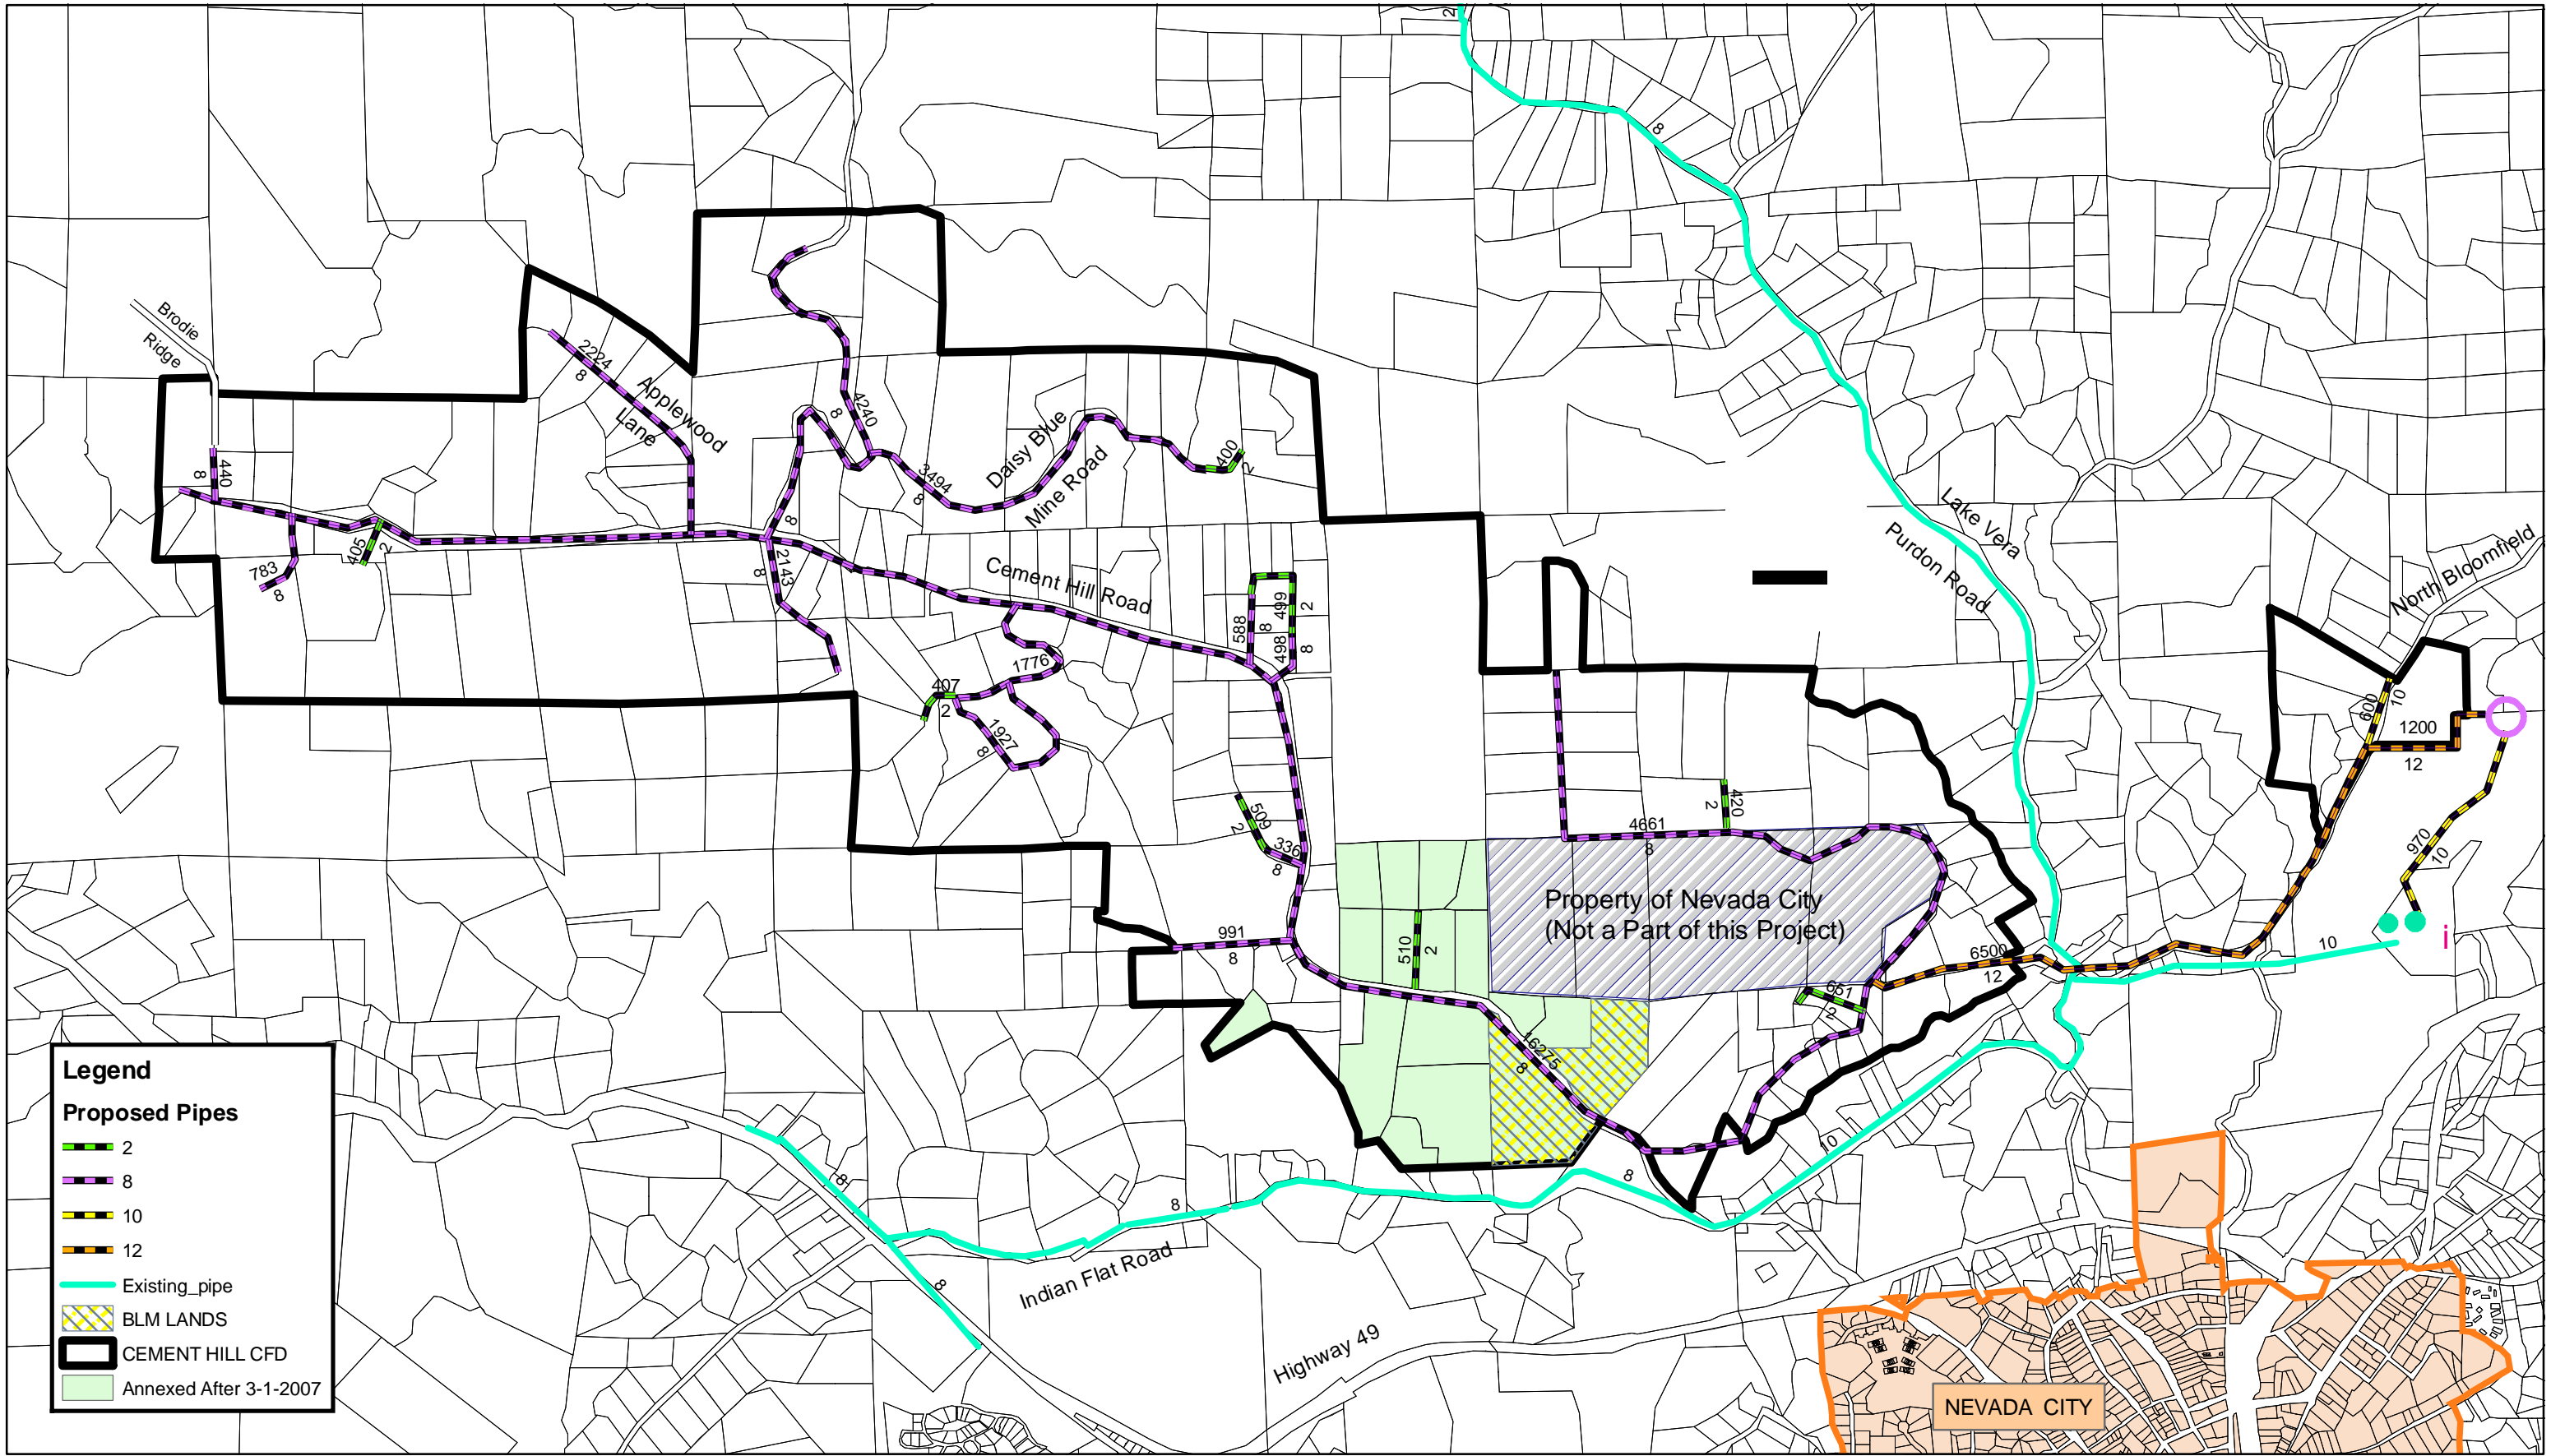 2
8
Brodie
Ridge
2224
8
Applewood
Lane
4240
8
Daisy Blue
Mine Road
3494
8
400
2
440
8
783
8
405
2
8
2143
8
Cement Hill Road
588
8
499
2
498
8
1776
407
2
1927
8
509
2
336
8
991
8
510
2
4661
8
420
2
Property of Nevada City
(Not a Part of this Project)
651
2
6500
12
16275
8
Lake Vera
Purdon Road
North Bloomfield
600
10
1200
12
970
10
10
i
10
8
8
8
8
Indian Flat Road
Highway 49
NEVADA CITY
Legend
Proposed Pipes
2
8
10
12
Existing_pipe
BLM LANDS
CEMENT HILL CFD
Annexed After 3-1-2007